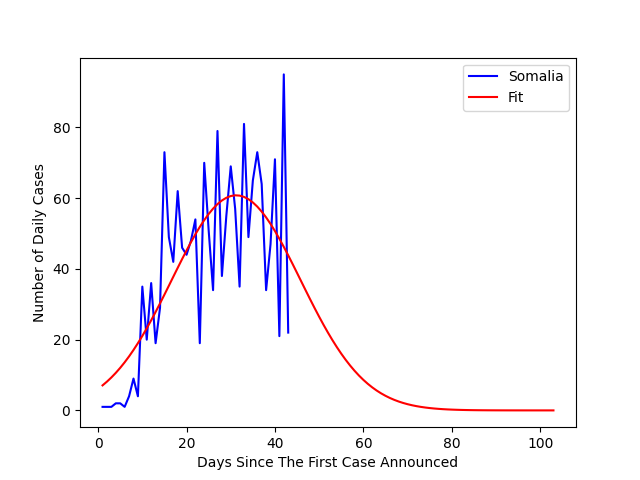 Somalia
Fit
Number of Daily Cases
80
60
40
20
0
0 20 40 60 80 100
Days Since The First Case Announced